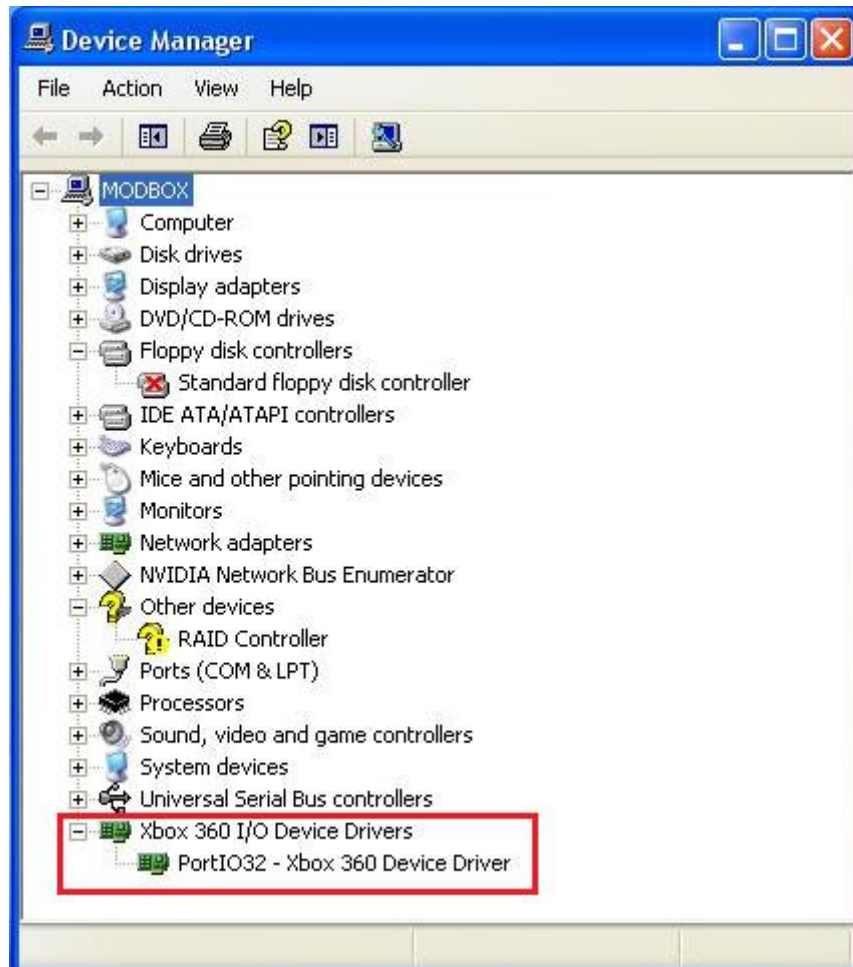 Device Manager
File Action View Help
MODBOX
Computer
Disk drives
Display adapters
DVD/CD-ROM drives
Floppy disk controllers
Standard floppy disk controller
IDE ATA/ATAPI controllers
Keyboards
Mice and other pointing devices
Monitors
Network adapters
NVIDIA Network Bus Enumerator
Other devices
RAID Controller
Ports (COM & LPT)
Processors
Sound, video and game controllers
System devices
Universal Serial Bus controllers
Xbox 360 I/O Device Drivers
PortIO32 - Xbox 360 Device Driver